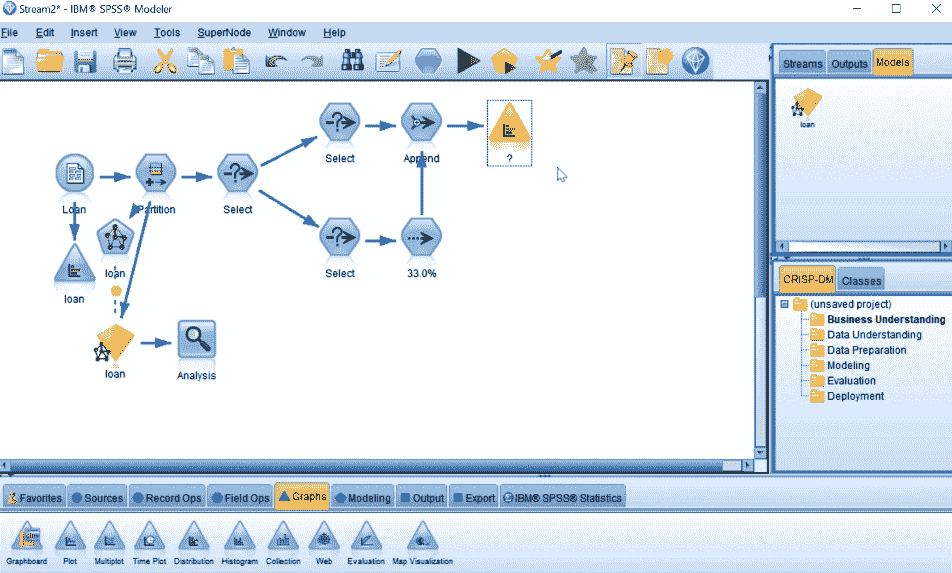 Stream2* - IBM® SPSS® Modeler
File Edit Insert View Tools SuperNode Window Help
Streams Outputs Models
loan
Select
Append
?
Loan
Partition
Select
loan
loan
Select
33.0%
loan
Analysis
CRISP-DM Classes
(unsaved project)
Business Understanding
Data Understanding
Data Preparation
Modeling
Evaluation
Deployment
Favorites Sources Record Ops Field Ops Graphs Modeling Output Export IBM® SPSS® Statistics
Graphboard Plot Multiplot Time Plot Distribution Histogram Collection Web Evaluation Map Visualization